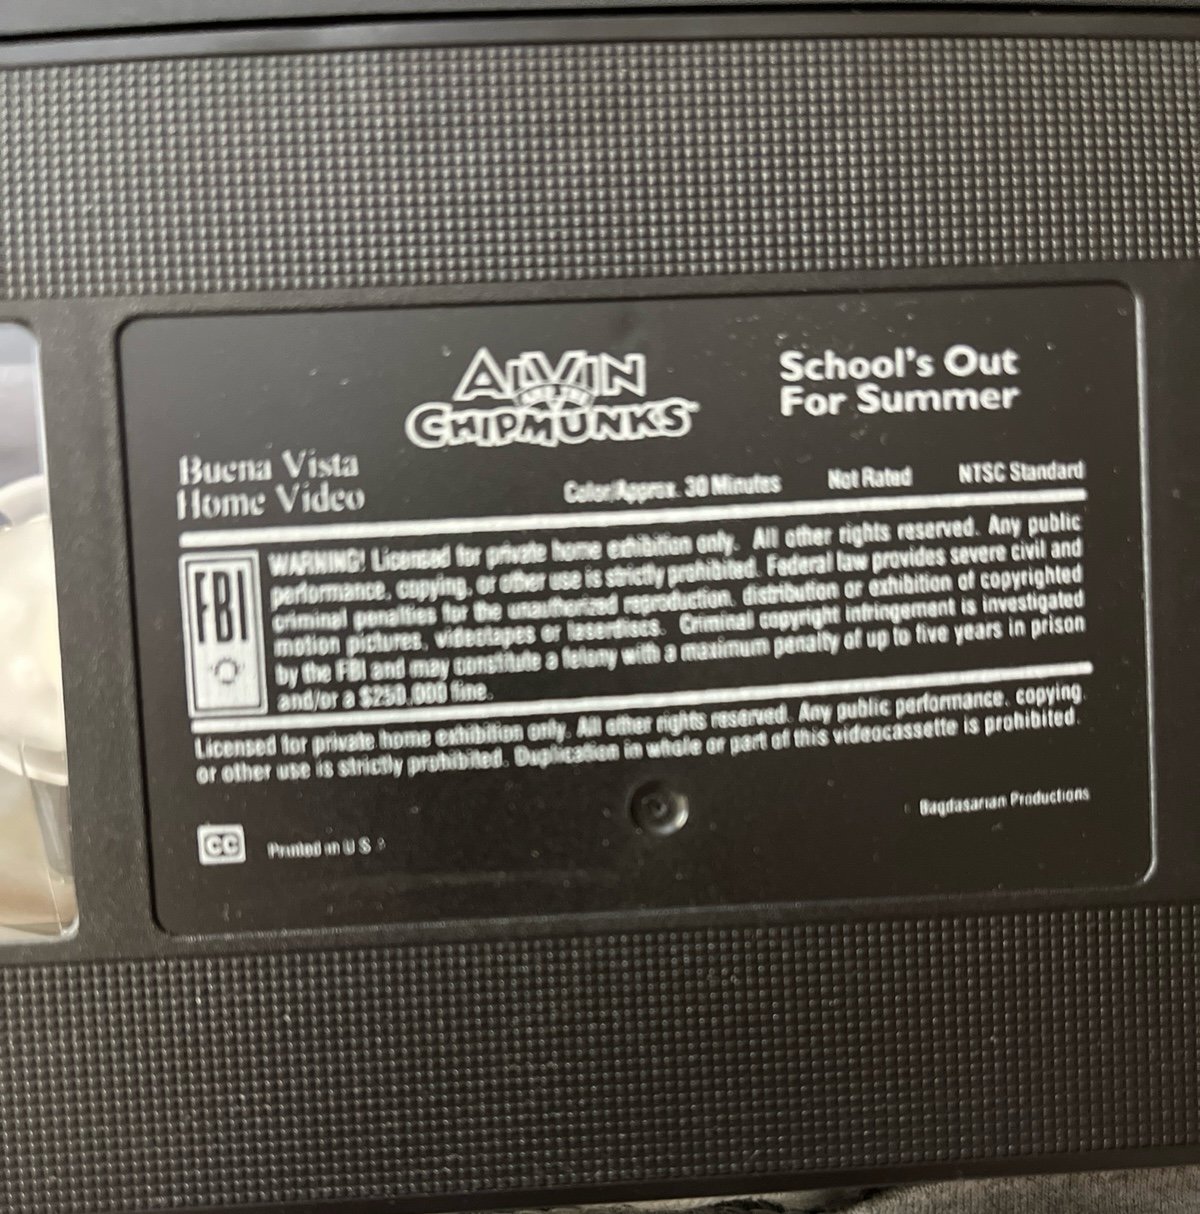 ALVIN
AND THE
CHIPMUNKS™
School's Out
For Summer
Buena Vista
Home Video
Color/Approx. 30 Minutes Not Rated NTSC Standard
FBI
WARNING! Licensed for private home exhibition only. All other rights reserved. Any public
performance, copying, or other use is strictly prohibited. Federal law provides severe civil and
criminal penalties for the unauthorized reproduction, distribution or exhibition of copyrighted
motion pictures, videotapes or laserdiscs. Criminal copyright infringement is investigated
by the FBI and may constitute a felony with a maximum penalty of up to five years in prison
and/or a $250,000 fine.
Licensed for private home exhibition only. All other rights reserved. Any public performance, copying
or other use is strictly prohibited. Duplication in whole or part of this videocassette is prohibited.
Bagdasarian Productions
CC
Printed in U S